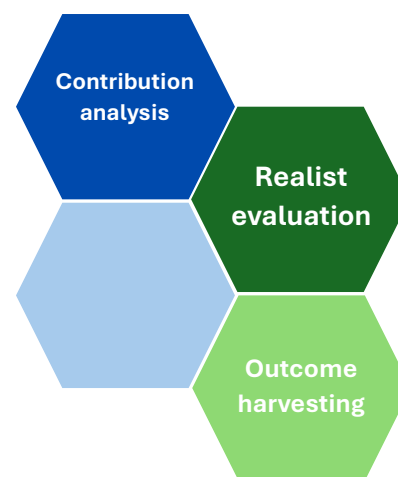 Contribution
analysis
Realist
evaluation
Outcome
harvesting